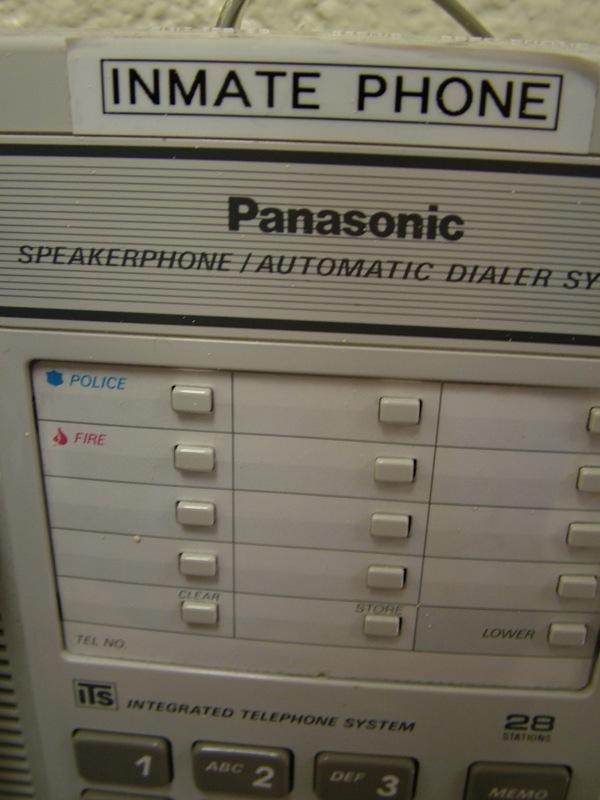 INMATE PHONE
Panasonic
SPEAKERPHONE / AUTOMATIC DIALER SY
POLICE
FIRE
CLEAR
STORE
LOWER
TEL NO.
iTS INTEGRATED TELEPHONE SYSTEM
28
STATIONS
1 ABC 2 DEF 3 MEMO